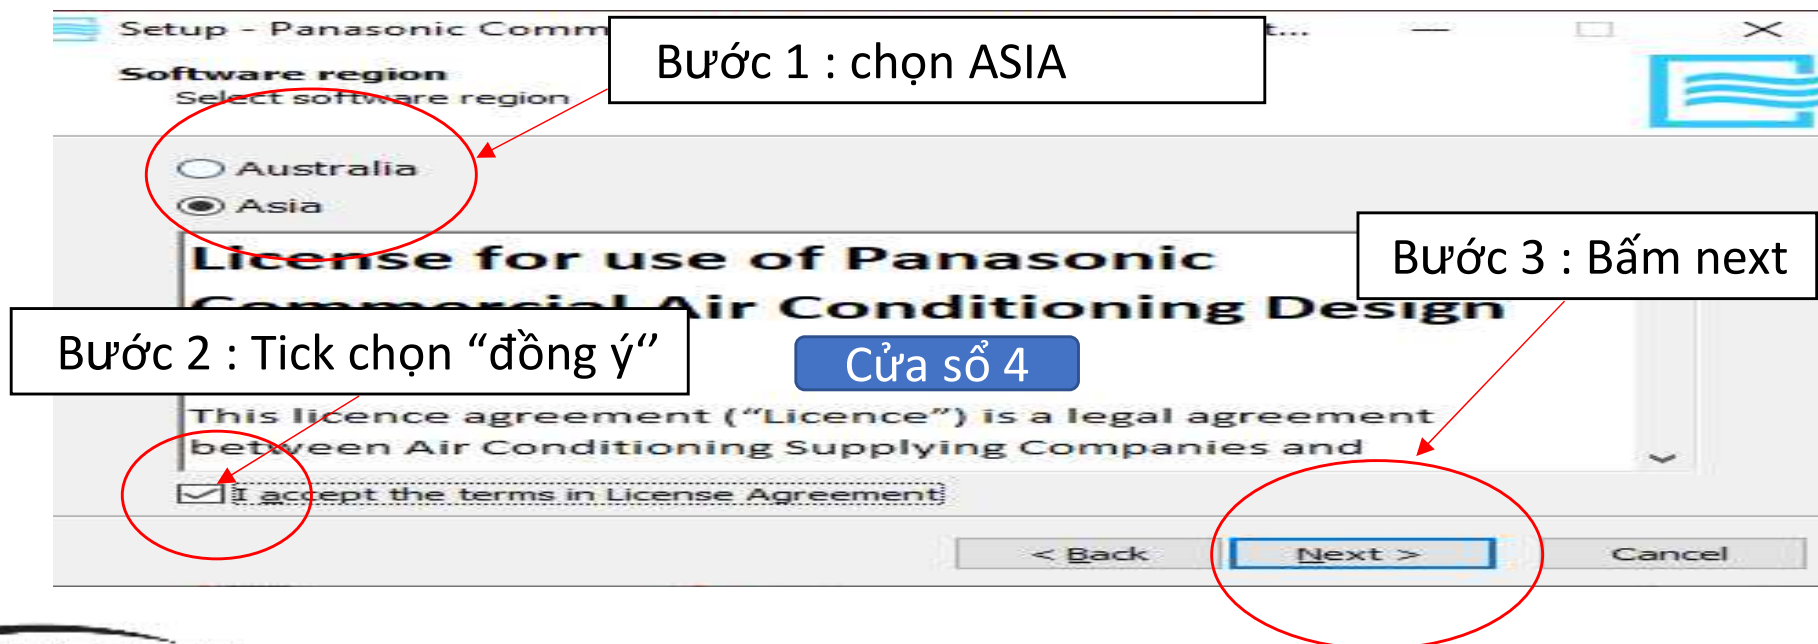 Setup - Panasonic Comm
t...
Bước 1 : chọn ASIA
Software region
Select software region
Australia
Asia
License for use of Panasonic
Commercial Air Conditioning Design
Bước 3 : Bấm next
Bước 2 : Tick chọn “đồng ý”
Cửa sổ 4
This licence agreement (“Licence”) is a legal agreement
between Air Conditioning Supplying Companies and
I accept the terms in License Agreement
< Back
Next >
Cancel